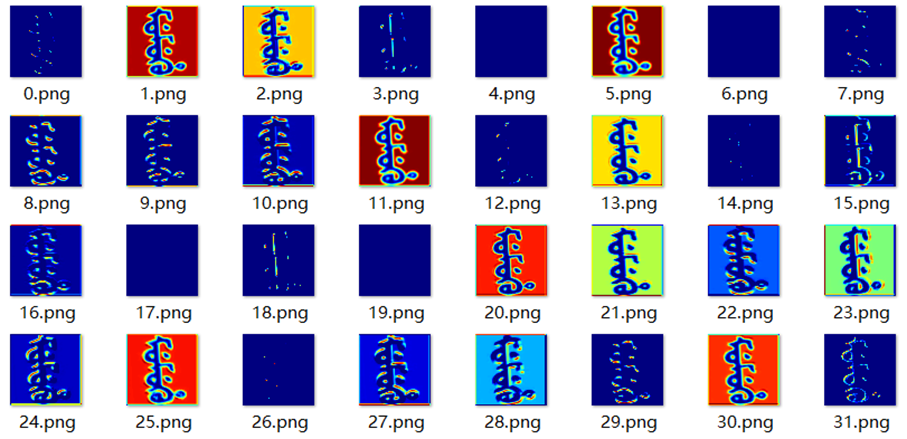 0.png 1.png 2.png 3.png 4.png 5.png 6.png 7.png
8.png 9.png 10.png 11.png 12.png 13.png 14.png 15.png
16.png 17.png 18.png 19.png 20.png 21.png 22.png 23.png
24.png 25.png 26.png 27.png 28.png 29.png 30.png 31.png